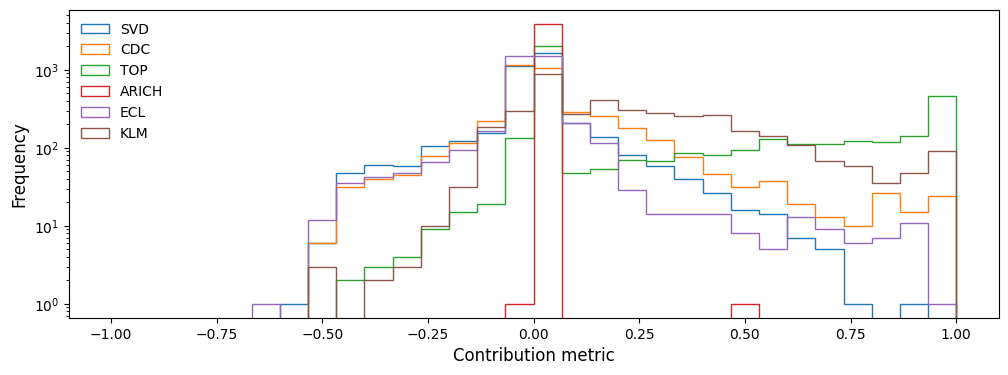 SVD
CDC
TOP
ARICH
ECL
KLM
Frequency
10³
10²
10¹
10⁰
−1.00 −0.75 −0.50 −0.25 0.00 0.25 0.50 0.75 1.00
Contribution metric